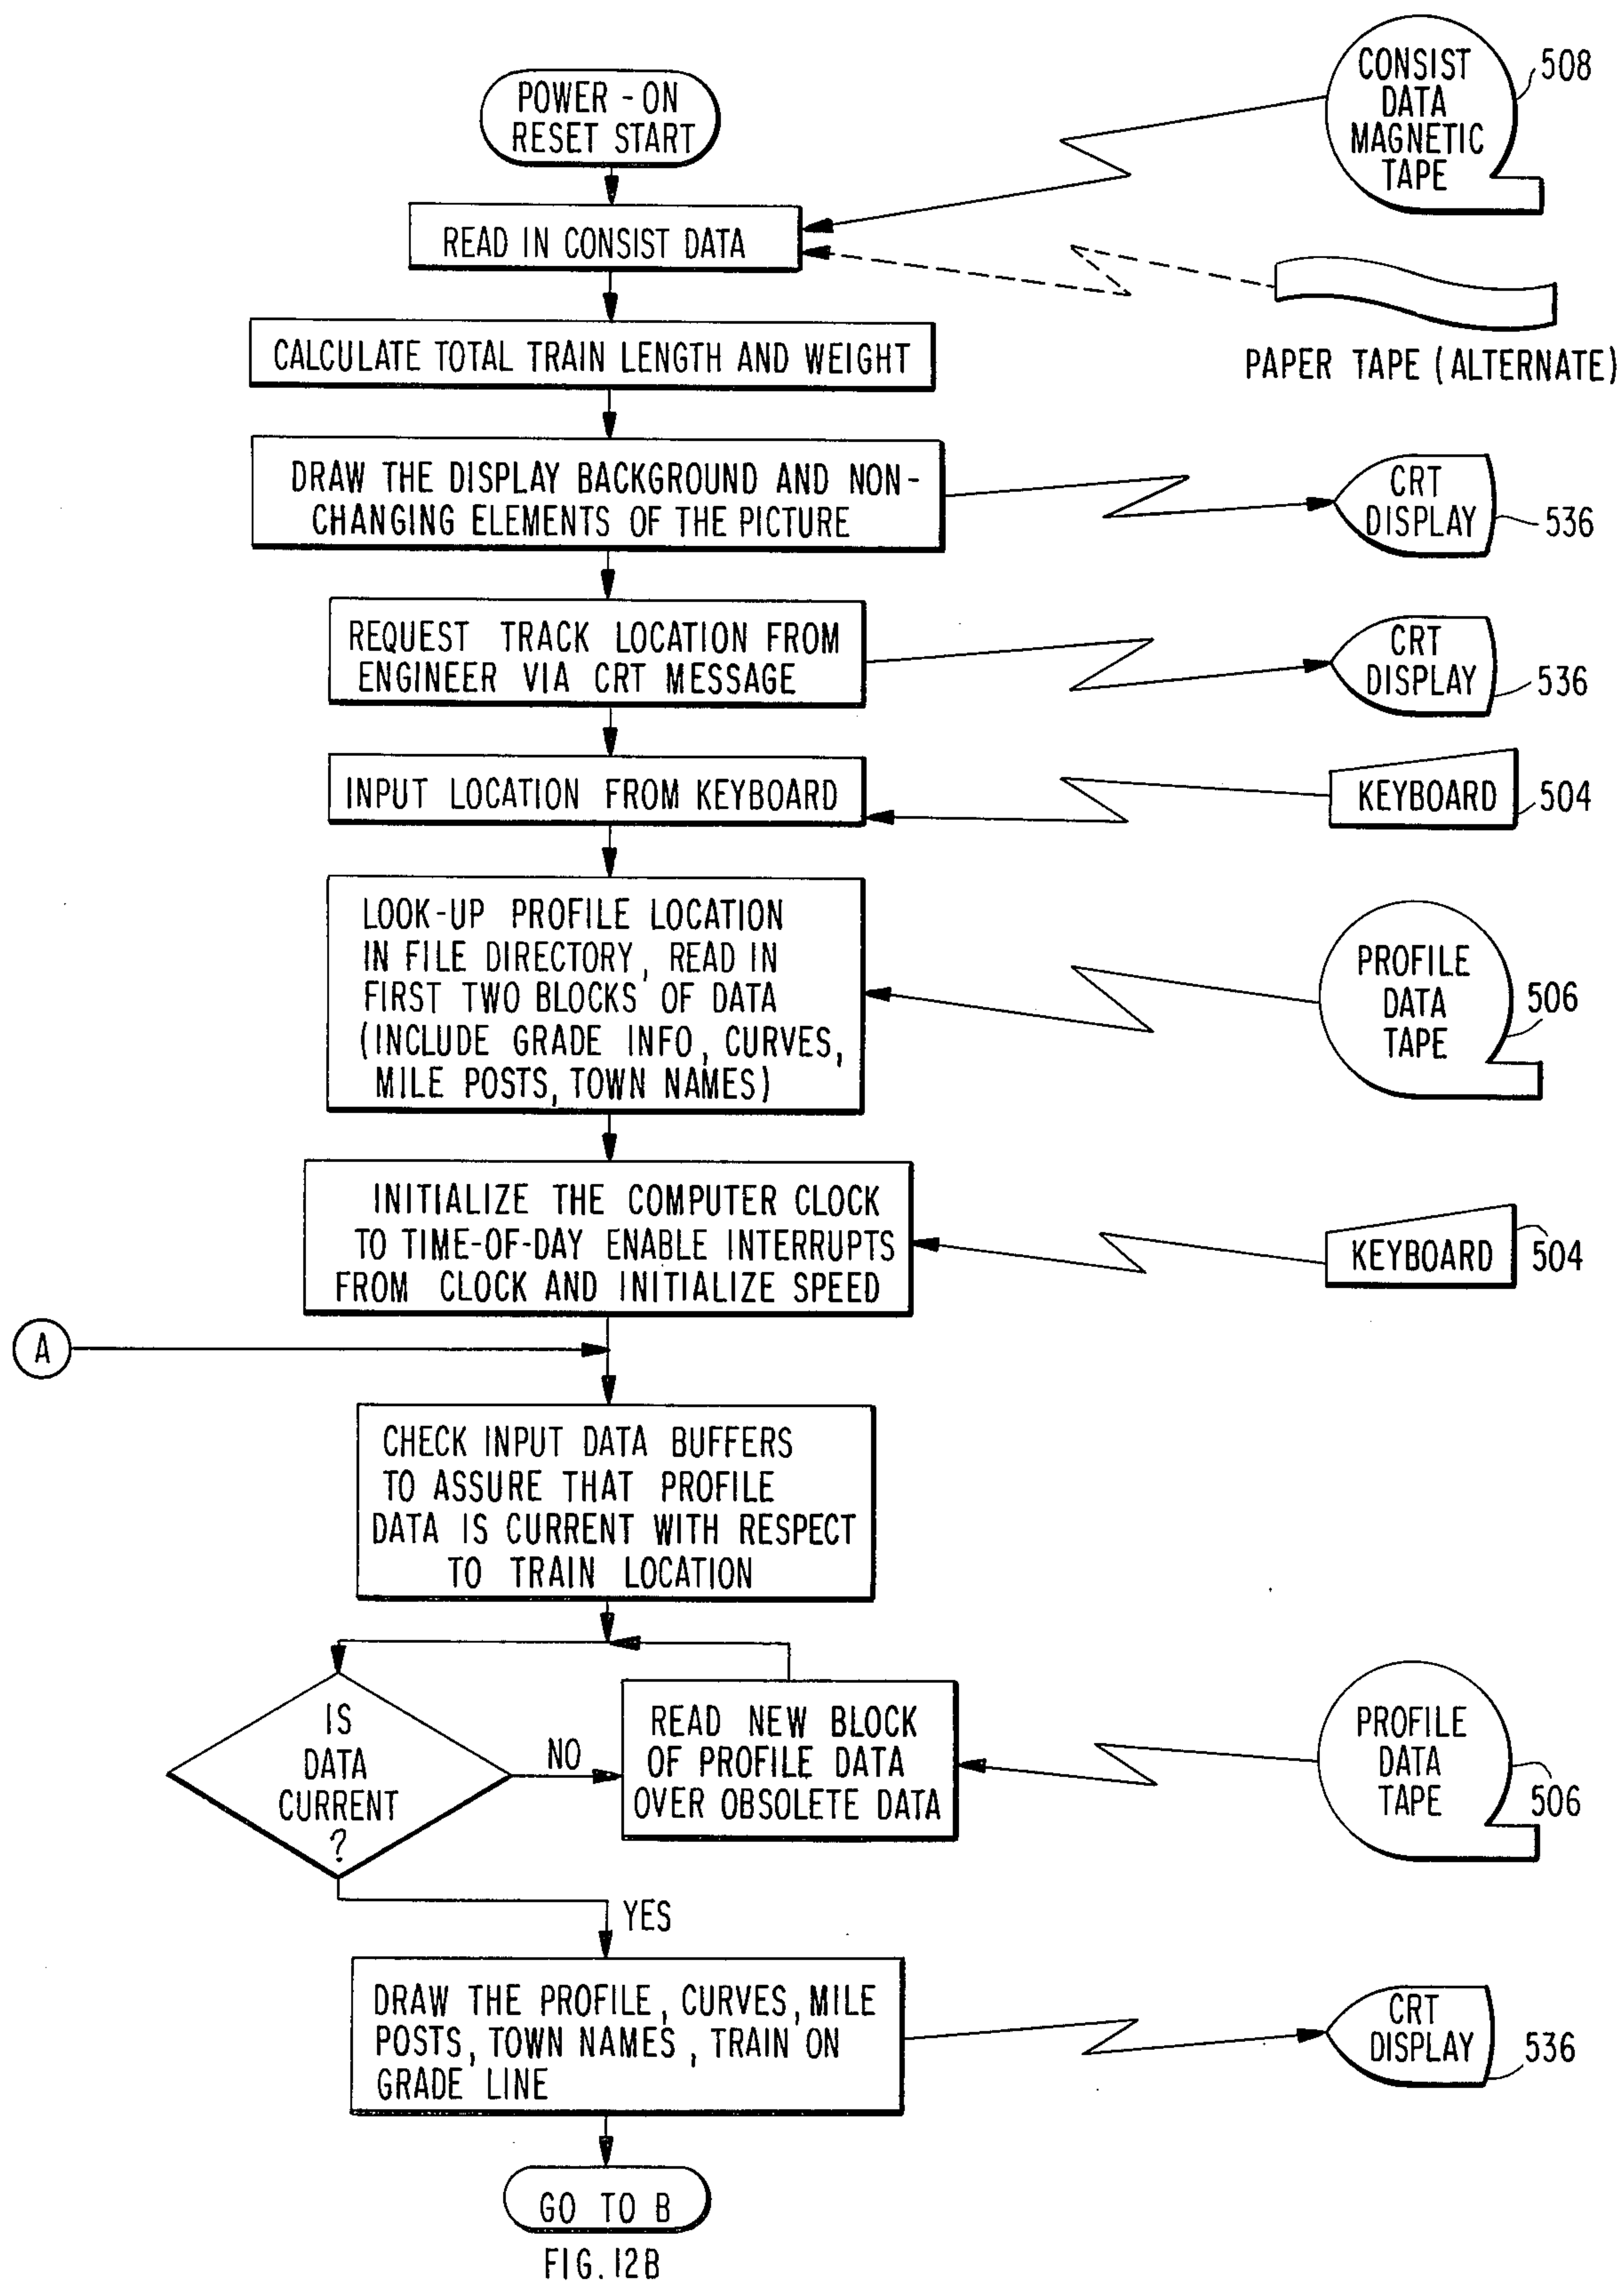 POWER - ON
RESET START
CONSIST
DATA
MAGNETIC
TAPE
508
READ IN CONSIST DATA
PAPER TAPE (ALTERNATE)
CALCULATE TOTAL TRAIN LENGTH AND WEIGHT
DRAW THE DISPLAY BACKGROUND AND NON-
CHANGING ELEMENTS OF THE PICTURE
CRT
DISPLAY
536
REQUEST TRACK LOCATION FROM
ENGINEER VIA CRT MESSAGE
CRT
DISPLAY
536
INPUT LOCATION FROM KEYBOARD
KEYBOARD
504
LOOK-UP PROFILE LOCATION
IN FILE DIRECTORY, READ IN
FIRST TWO BLOCKS OF DATA
(INCLUDE GRADE INFO, CURVES,
MILE POSTS, TOWN NAMES)
PROFILE
DATA
TAPE
506
INITIALIZE THE COMPUTER CLOCK
TO TIME-OF-DAY ENABLE INTERRUPTS
FROM CLOCK AND INITIALIZE SPEED
KEYBOARD
504
A
CHECK INPUT DATA BUFFERS
TO ASSURE THAT PROFILE
DATA IS CURRENT WITH RESPECT
TO TRAIN LOCATION
IS
DATA
CURRENT
?
NO
READ NEW BLOCK
OF PROFILE DATA
OVER OBSOLETE DATA
PROFILE
DATA
TAPE
506
YES
DRAW THE PROFILE, CURVES, MILE
POSTS, TOWN NAMES, TRAIN ON
GRADE LINE
CRT
DISPLAY
536
GO TO B
FIG. 12B